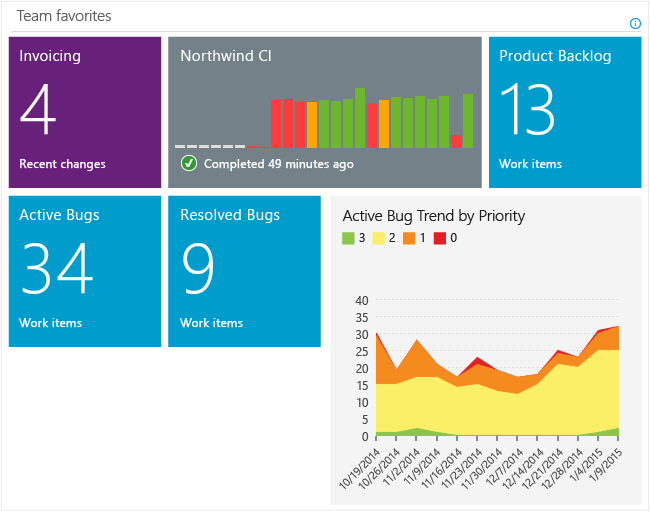 Team favorites
Invoicing
4
Recent changes
Northwind CI
Completed 49 minutes ago
Product Backlog
13
Work items
Active Bugs
34
Work items
Resolved Bugs
9
Work items
Active Bug Trend by Priority
3 2 1 0
40
35
30
25
20
15
10
5
0
10/19/2014
10/26/2014
11/2/2014
11/9/2014
11/16/2014
11/23/2014
11/30/2014
12/7/2014
12/14/2014
12/21/2014
12/28/2014
1/4/2015
1/9/2015